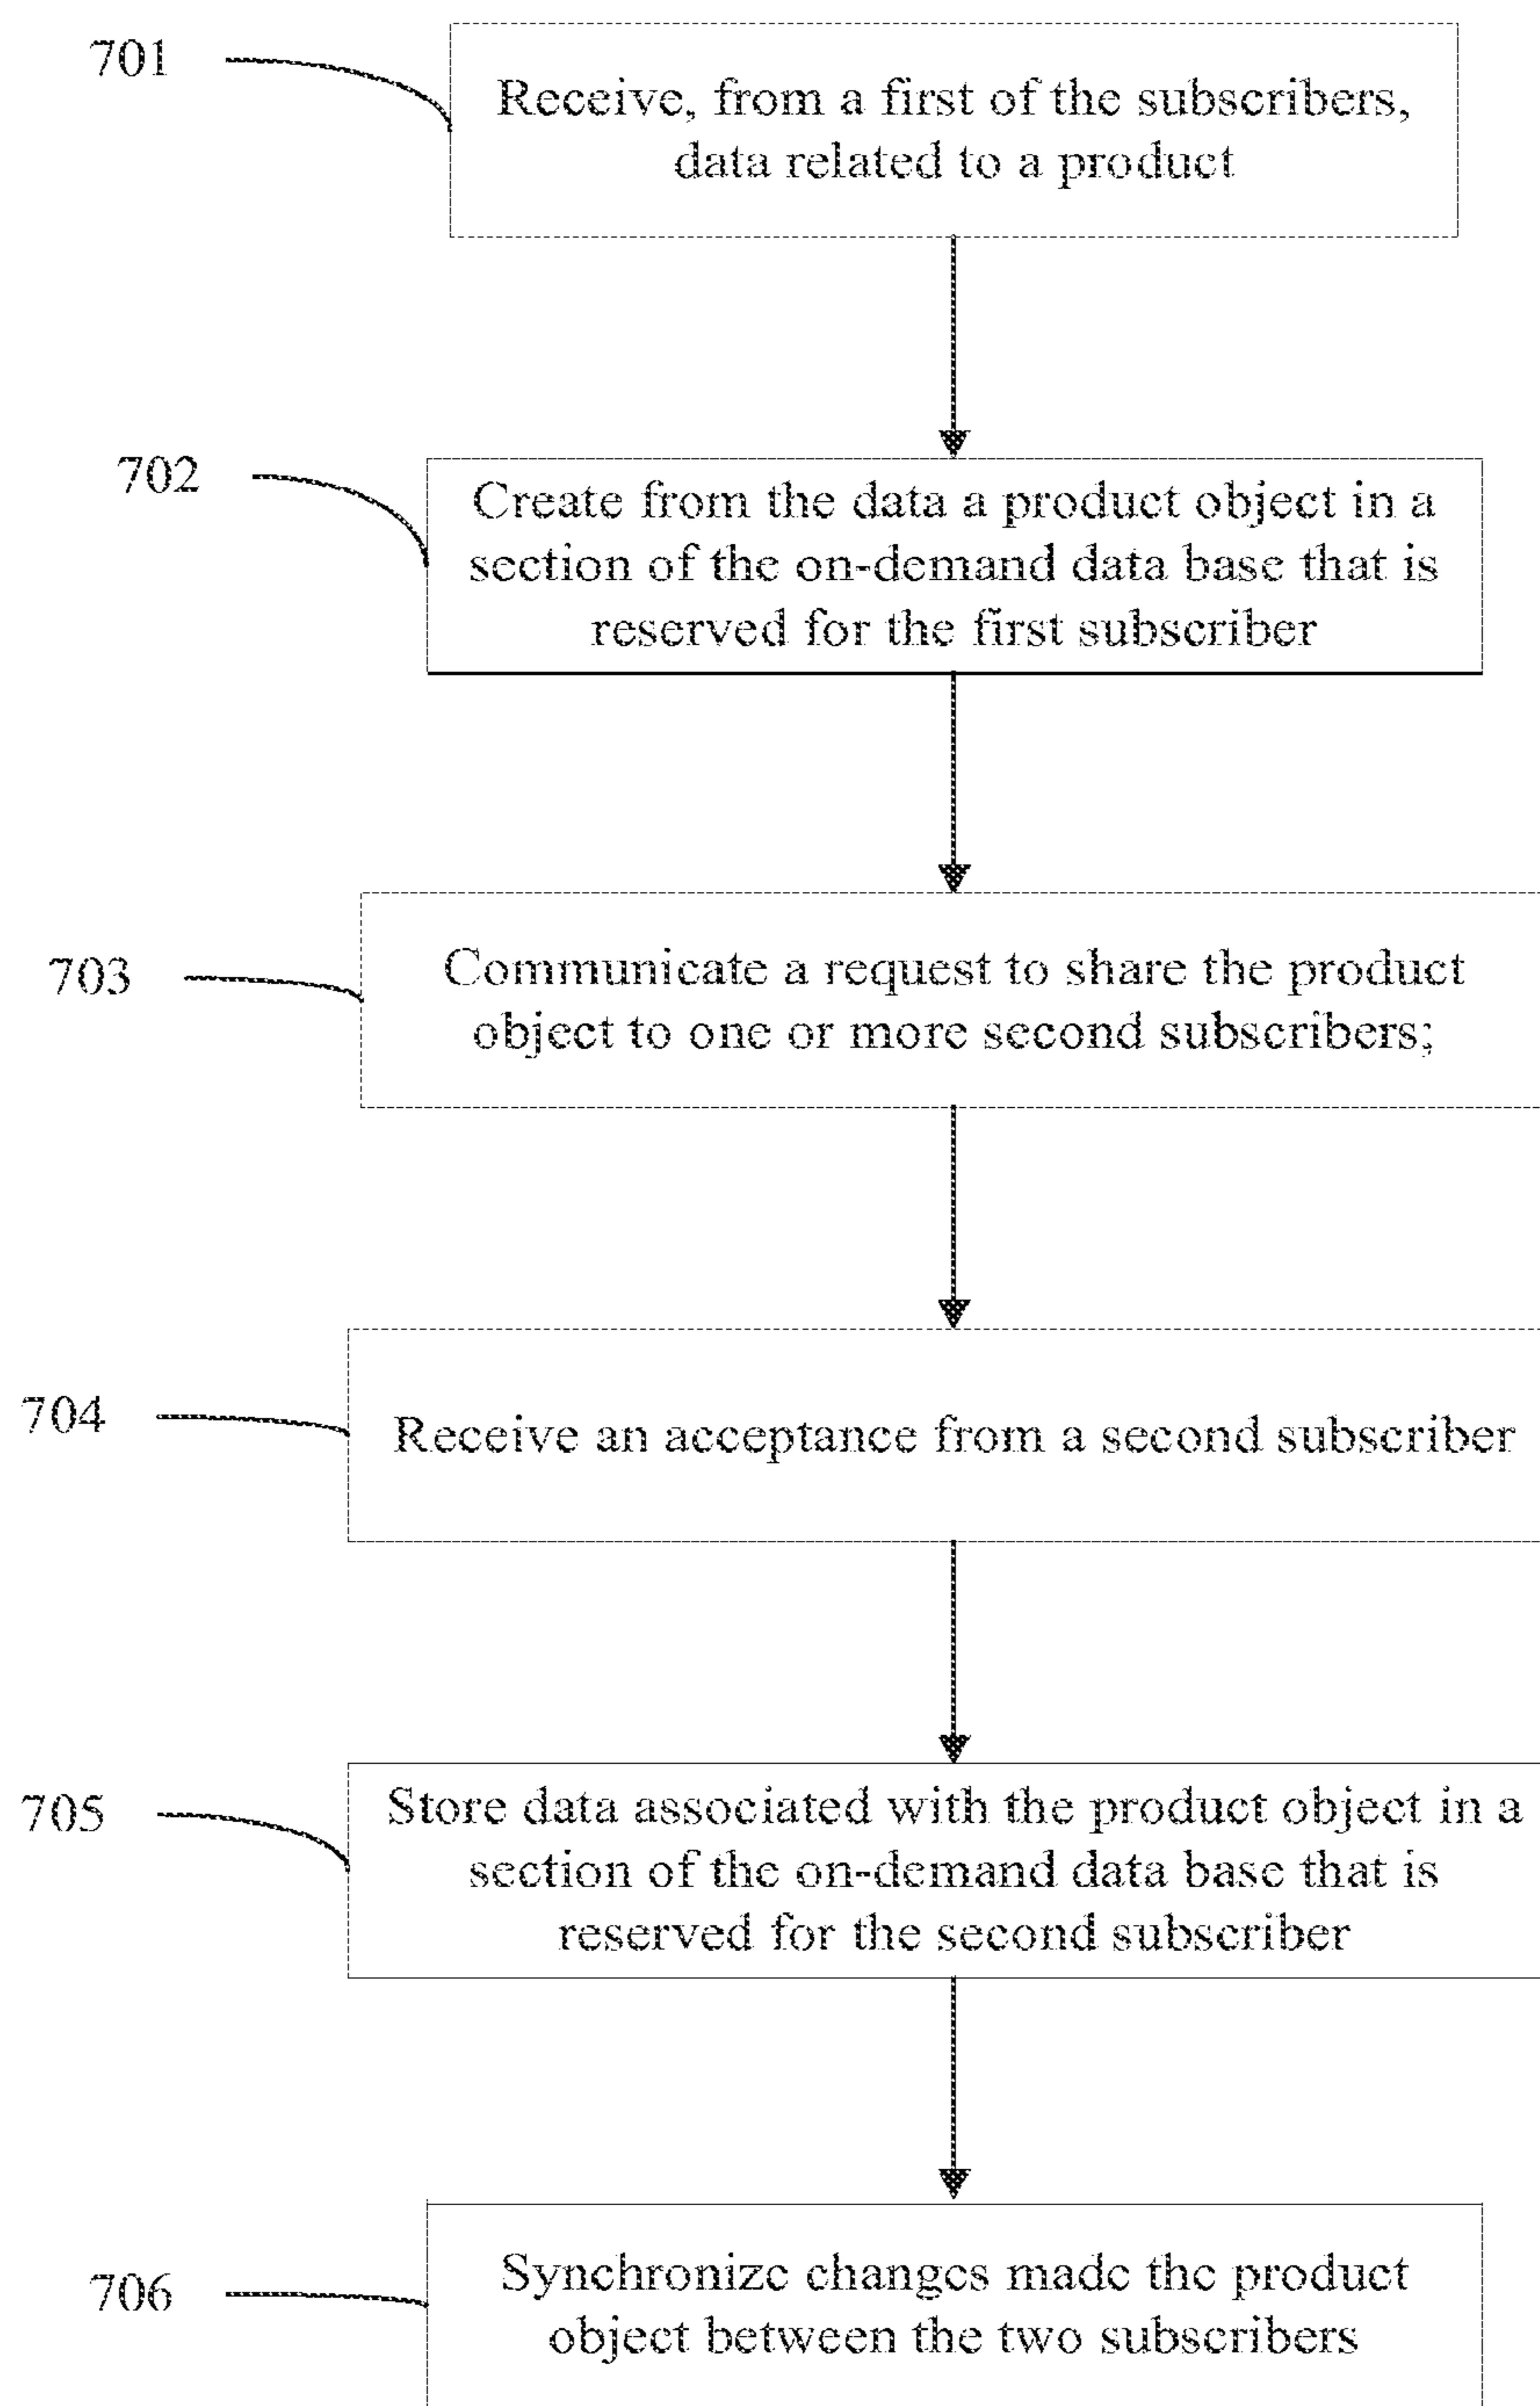 701
Receive, from a first of the subscribers,
data related to a product
702
Create from the data a product object in a
section of the on-demand data base that is
reserved for the first subscriber
703
Communicate a request to share the product
object to one or more second subscribers;
704
Receive an acceptance from a second subscriber
705
Store data associated with the product object in a
section of the on-demand data base that is
reserved for the second subscriber
706
Synchronize changes made the product
object between the two subscribers